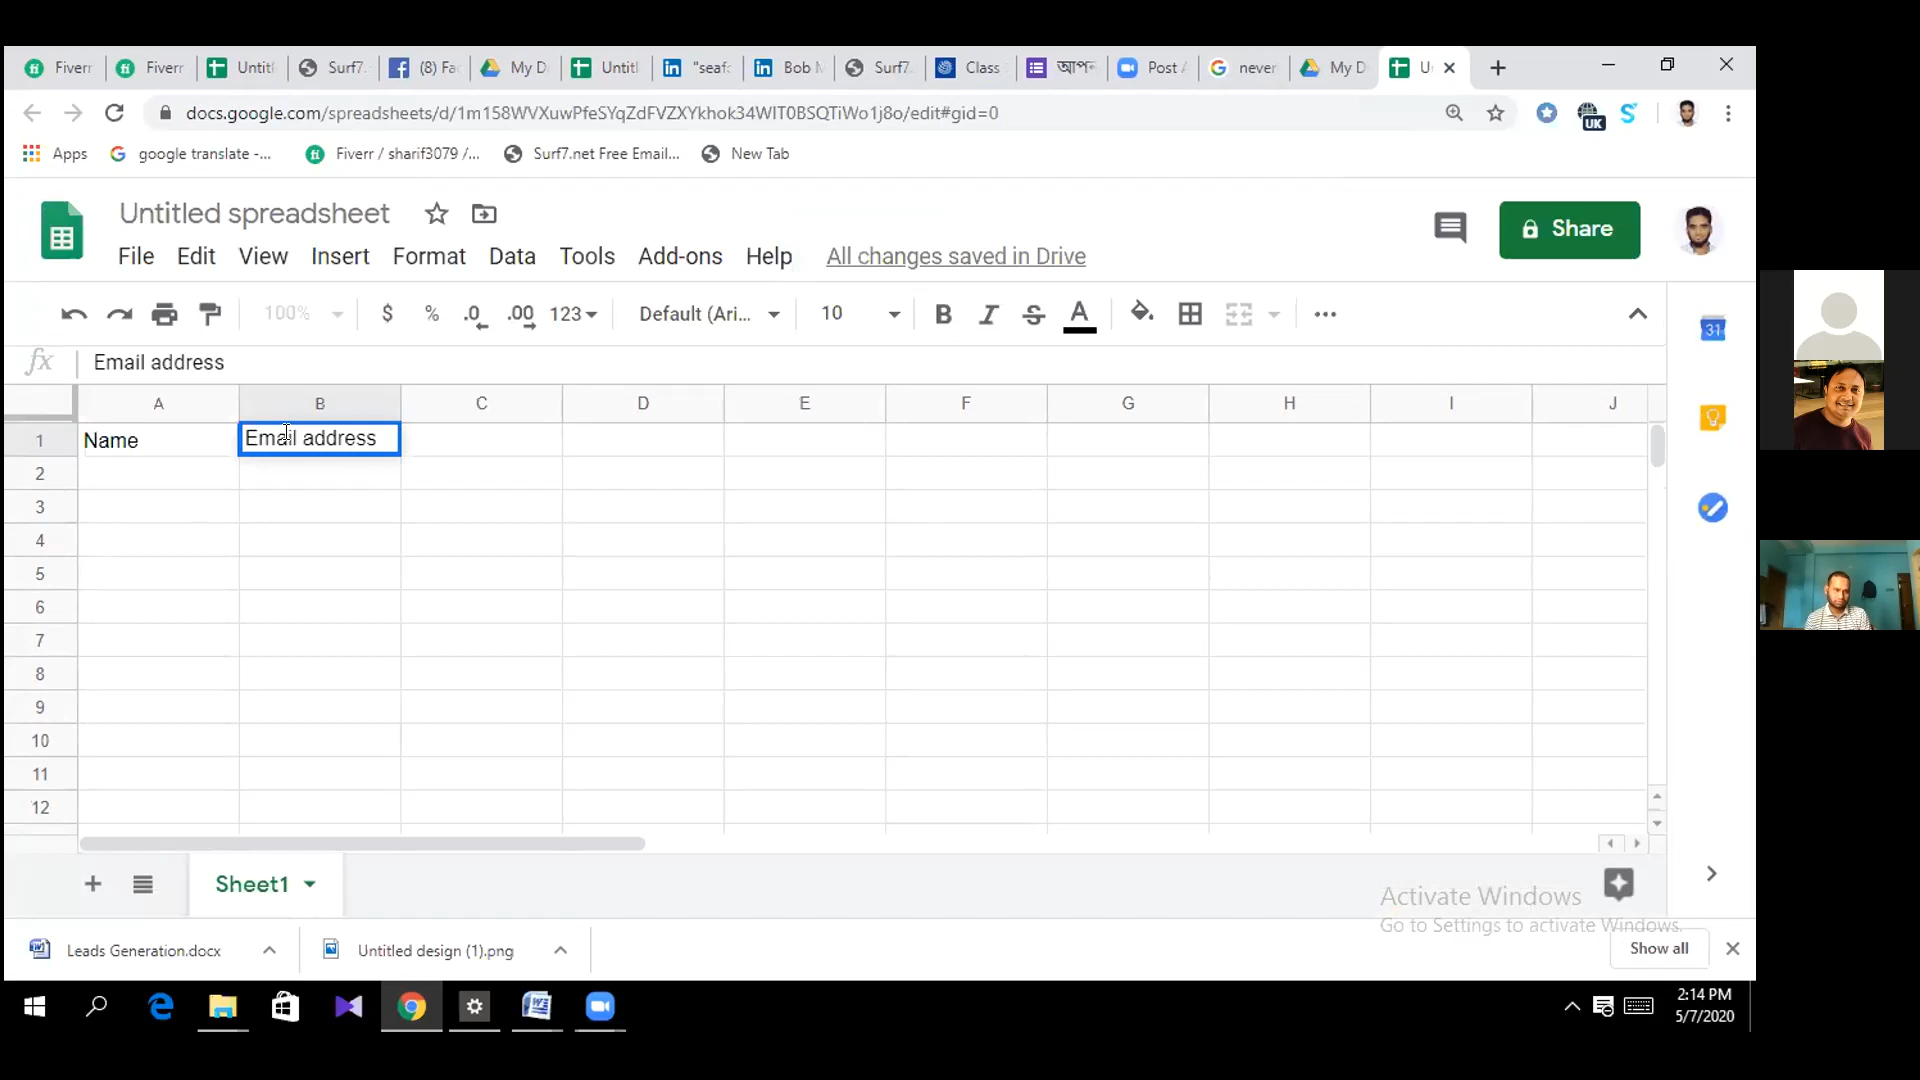 Fiverr
Fiverr
Untitl
Surf7.
(8) Fac
My D
Untitl
"seafo
Bob M
Surf7.
Class
আপন
Post A
never
My D
U
docs.google.com/spreadsheets/d/1m158WVXuwPfeSYqZdFVZXYkhok34WIT0BSQTiWo1j8o/edit#gid=0
UK
Apps
google translate -...
Fiverr / sharif3079 /...
Surf7.net Free Email...
New Tab
Untitled spreadsheet
File Edit View Insert Format Data Tools Add-ons Help All changes saved in Drive
Share
100% $ % .0 .00 123 Default (Ari... 10 B I S A
31
fx Email address
A B C D E F G H I J
1 Name Email address
2
3
4
5
6
7
8
9
10
11
12
Sheet1
Activate Windows
Go to Settings to activate Windows.
Leads Generation.docx
Untitled design (1).png
Show all
2:14 PM
5/7/2020